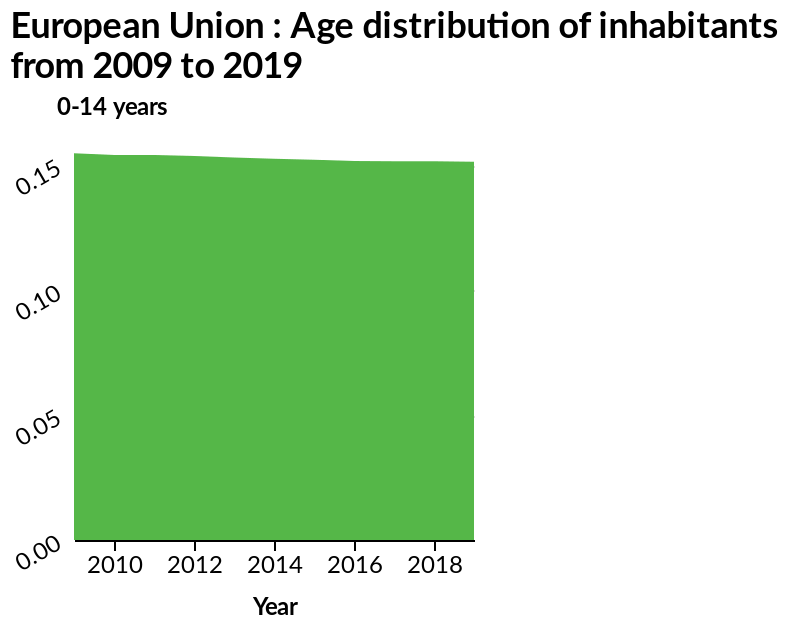 European Union : Age distribution of inhabitants
from 2009 to 2019
0-14 years
0.15
0.10
0.05
0.00
2010 2012 2014 2016 2018
Year